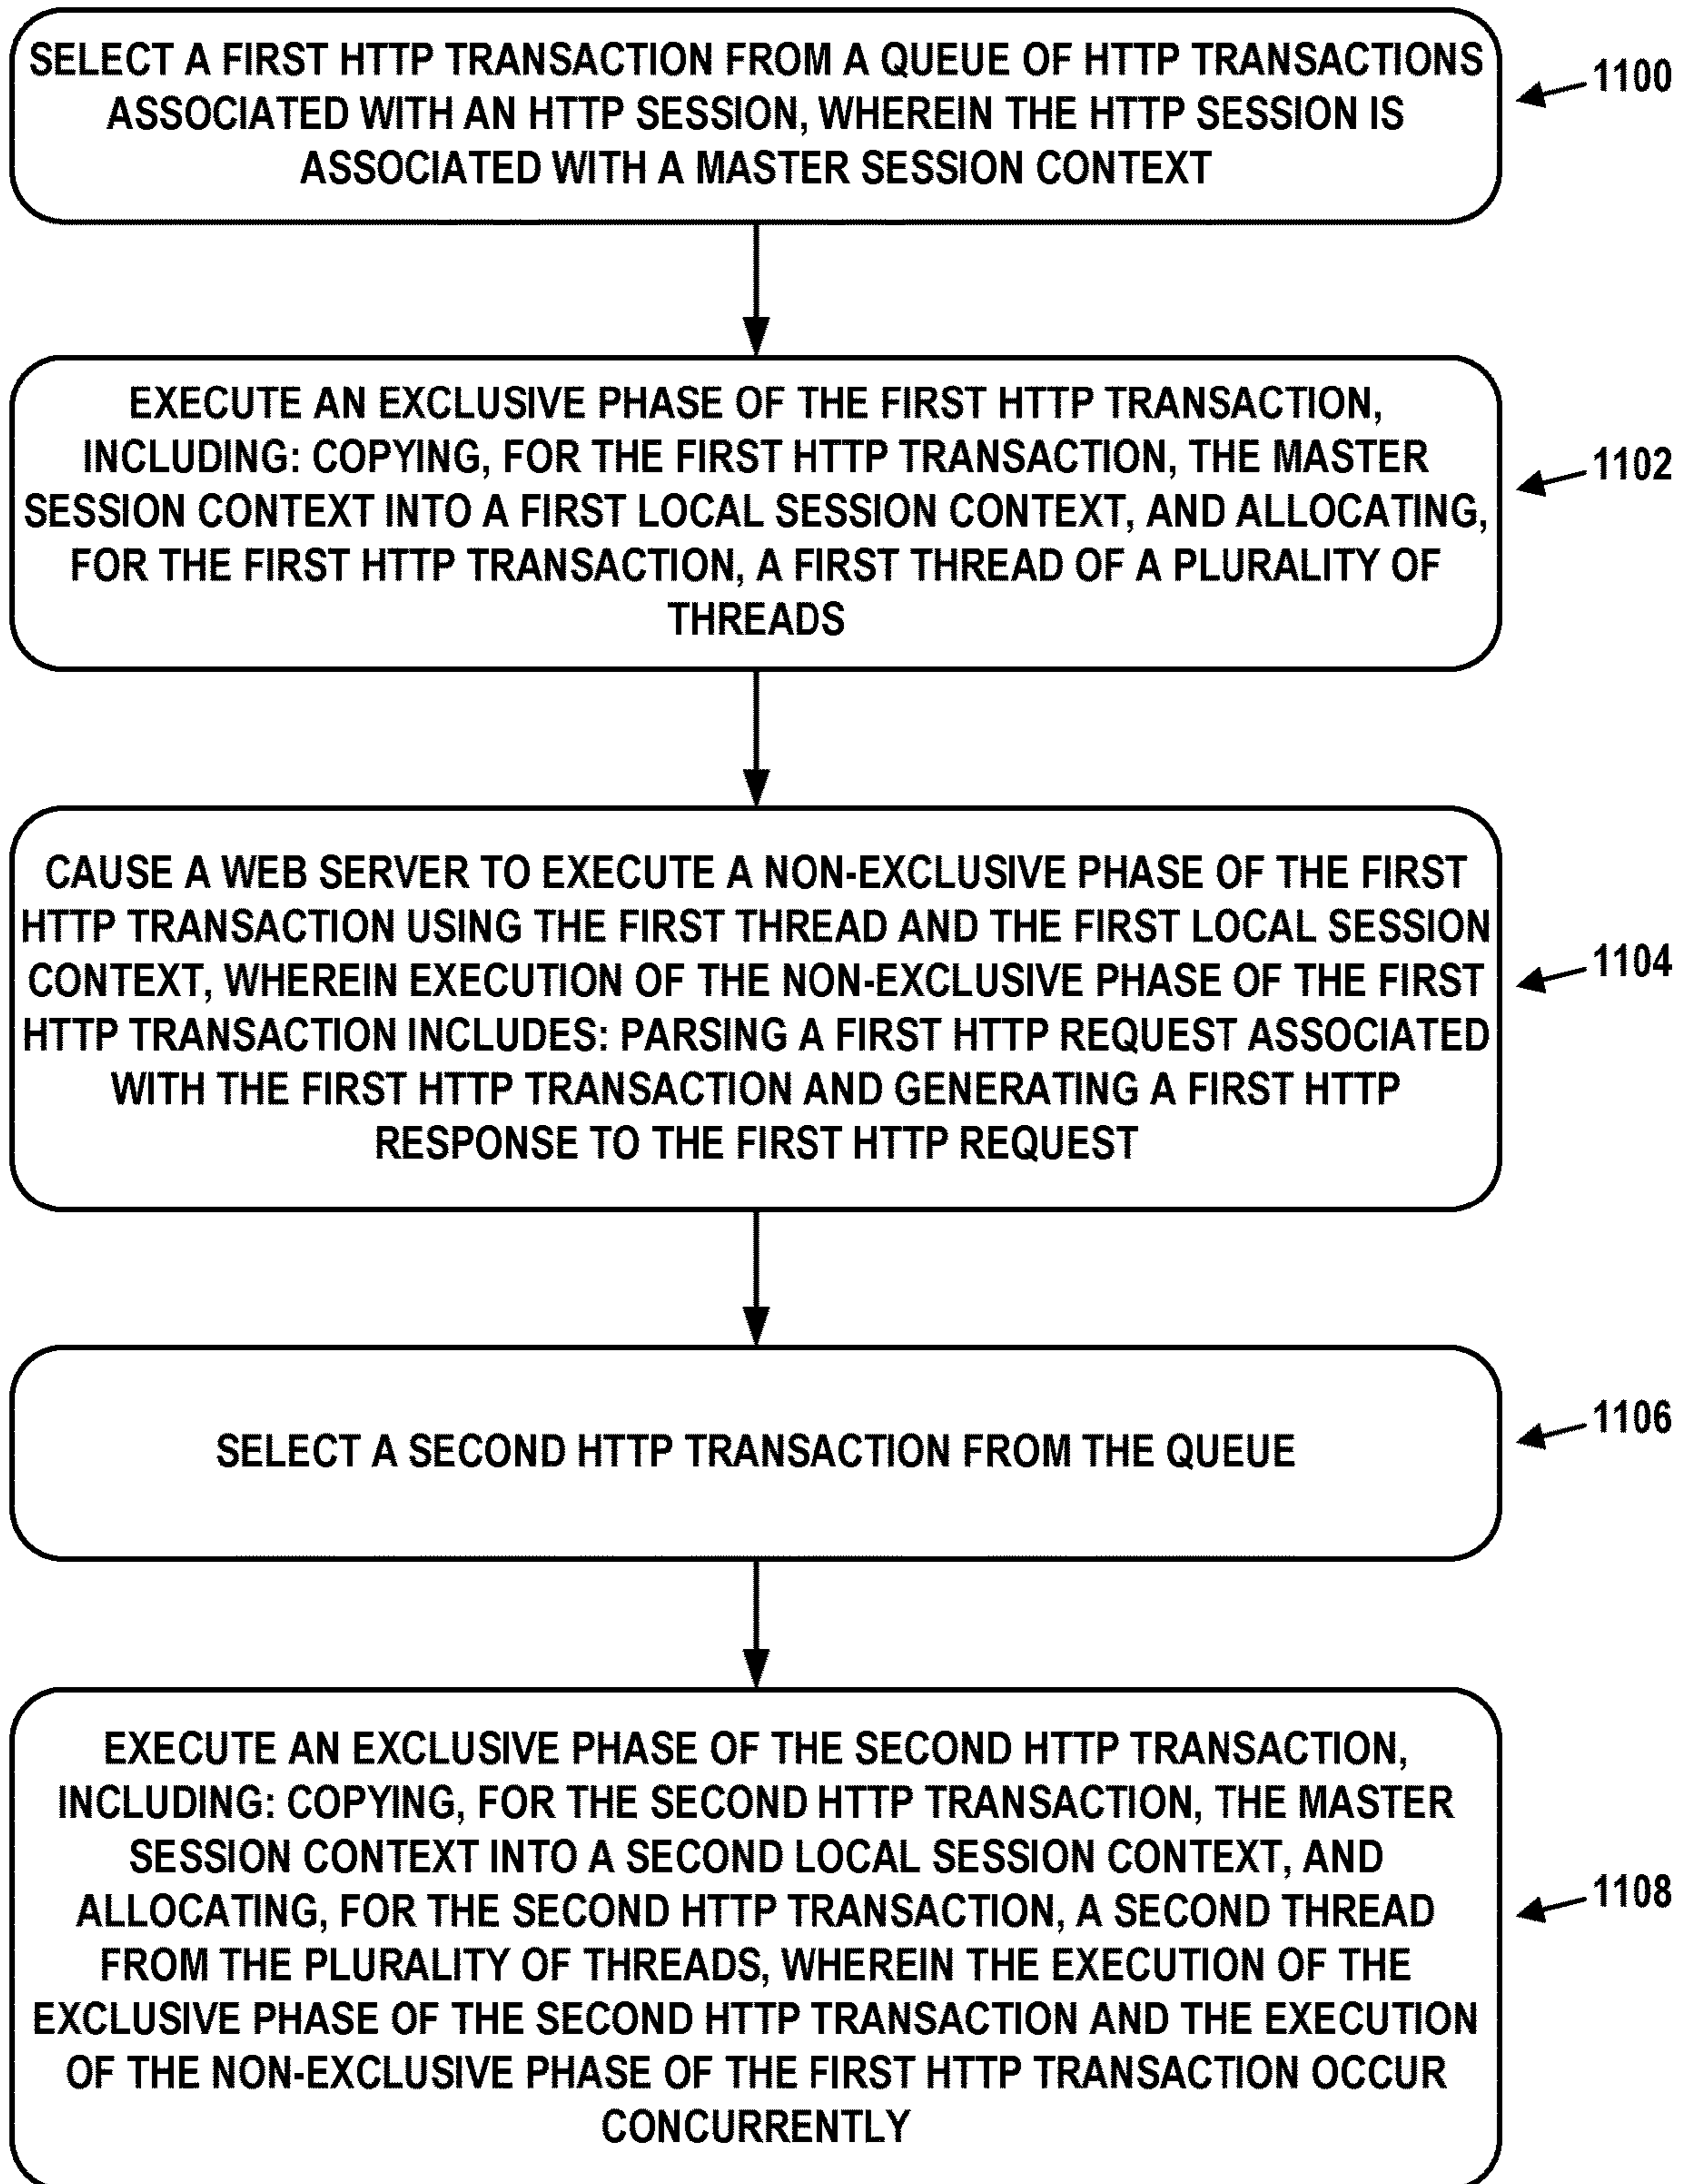 SELECT A FIRST HTTP TRANSACTION FROM A QUEUE OF HTTP TRANSACTIONS
ASSOCIATED WITH AN HTTP SESSION, WHEREIN THE HTTP SESSION IS
ASSOCIATED WITH A MASTER SESSION CONTEXT
1100
EXECUTE AN EXCLUSIVE PHASE OF THE FIRST HTTP TRANSACTION,
INCLUDING: COPYING, FOR THE FIRST HTTP TRANSACTION, THE MASTER
SESSION CONTEXT INTO A FIRST LOCAL SESSION CONTEXT, AND ALLOCATING,
FOR THE FIRST HTTP TRANSACTION, A FIRST THREAD OF A PLURALITY OF
THREADS
1102
CAUSE A WEB SERVER TO EXECUTE A NON-EXCLUSIVE PHASE OF THE FIRST
HTTP TRANSACTION USING THE FIRST THREAD AND THE FIRST LOCAL SESSION
CONTEXT, WHEREIN EXECUTION OF THE NON-EXCLUSIVE PHASE OF THE FIRST
HTTP TRANSACTION INCLUDES: PARSING A FIRST HTTP REQUEST ASSOCIATED
WITH THE FIRST HTTP TRANSACTION AND GENERATING A FIRST HTTP
RESPONSE TO THE FIRST HTTP REQUEST
1104
SELECT A SECOND HTTP TRANSACTION FROM THE QUEUE
1106
EXECUTE AN EXCLUSIVE PHASE OF THE SECOND HTTP TRANSACTION,
INCLUDING: COPYING, FOR THE SECOND HTTP TRANSACTION, THE MASTER
SESSION CONTEXT INTO A SECOND LOCAL SESSION CONTEXT, AND
ALLOCATING, FOR THE SECOND HTTP TRANSACTION, A SECOND THREAD
FROM THE PLURALITY OF THREADS, WHEREIN THE EXECUTION OF THE
EXCLUSIVE PHASE OF THE SECOND HTTP TRANSACTION AND THE EXECUTION
OF THE NON-EXCLUSIVE PHASE OF THE FIRST HTTP TRANSACTION OCCUR
CONCURRENTLY
1108